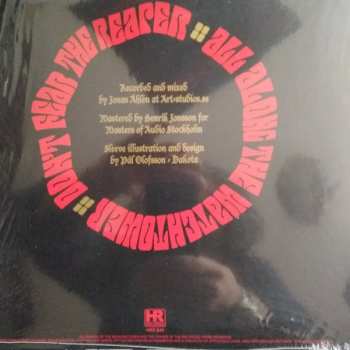 DON'T FEAR THE REAPER :: ALL ALONG THE WATCHTOWER ::
Recorded and mixed
by Jonas Åhlén at Art-studios.se
Mastered by Henrik Jonsson for
Masters of Audio Stockholm
Sleeve illustration and design
by Pål Olofsson - Dakota
HR